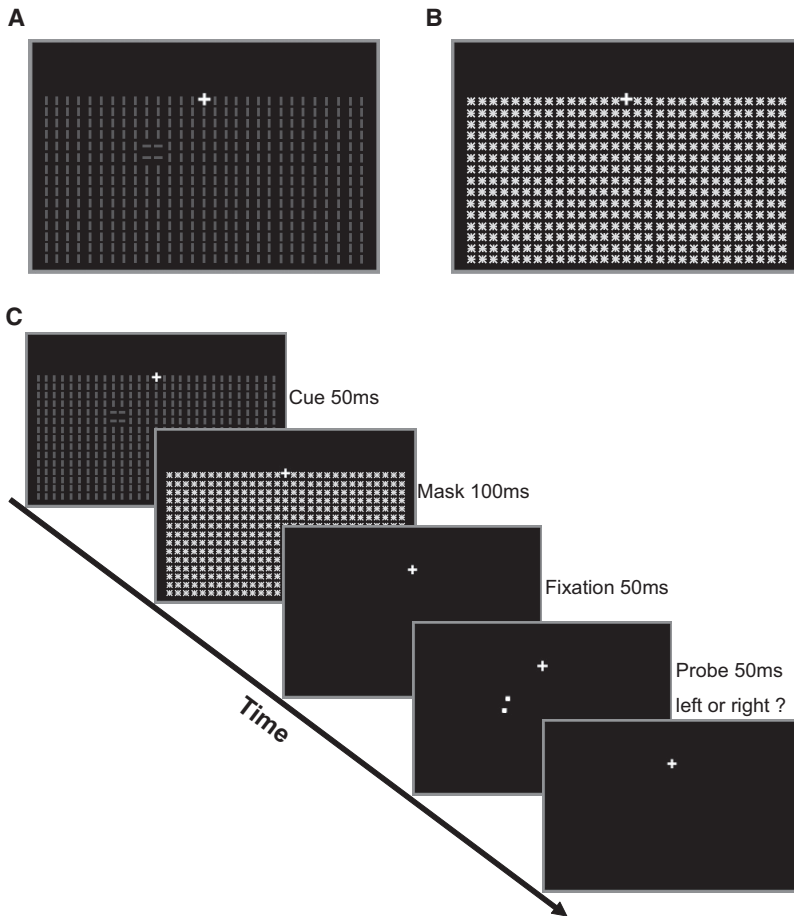 A
B
C
Cue 50ms
Mask 100ms
Fixation 50ms
Probe 50ms
left or right ?
Time